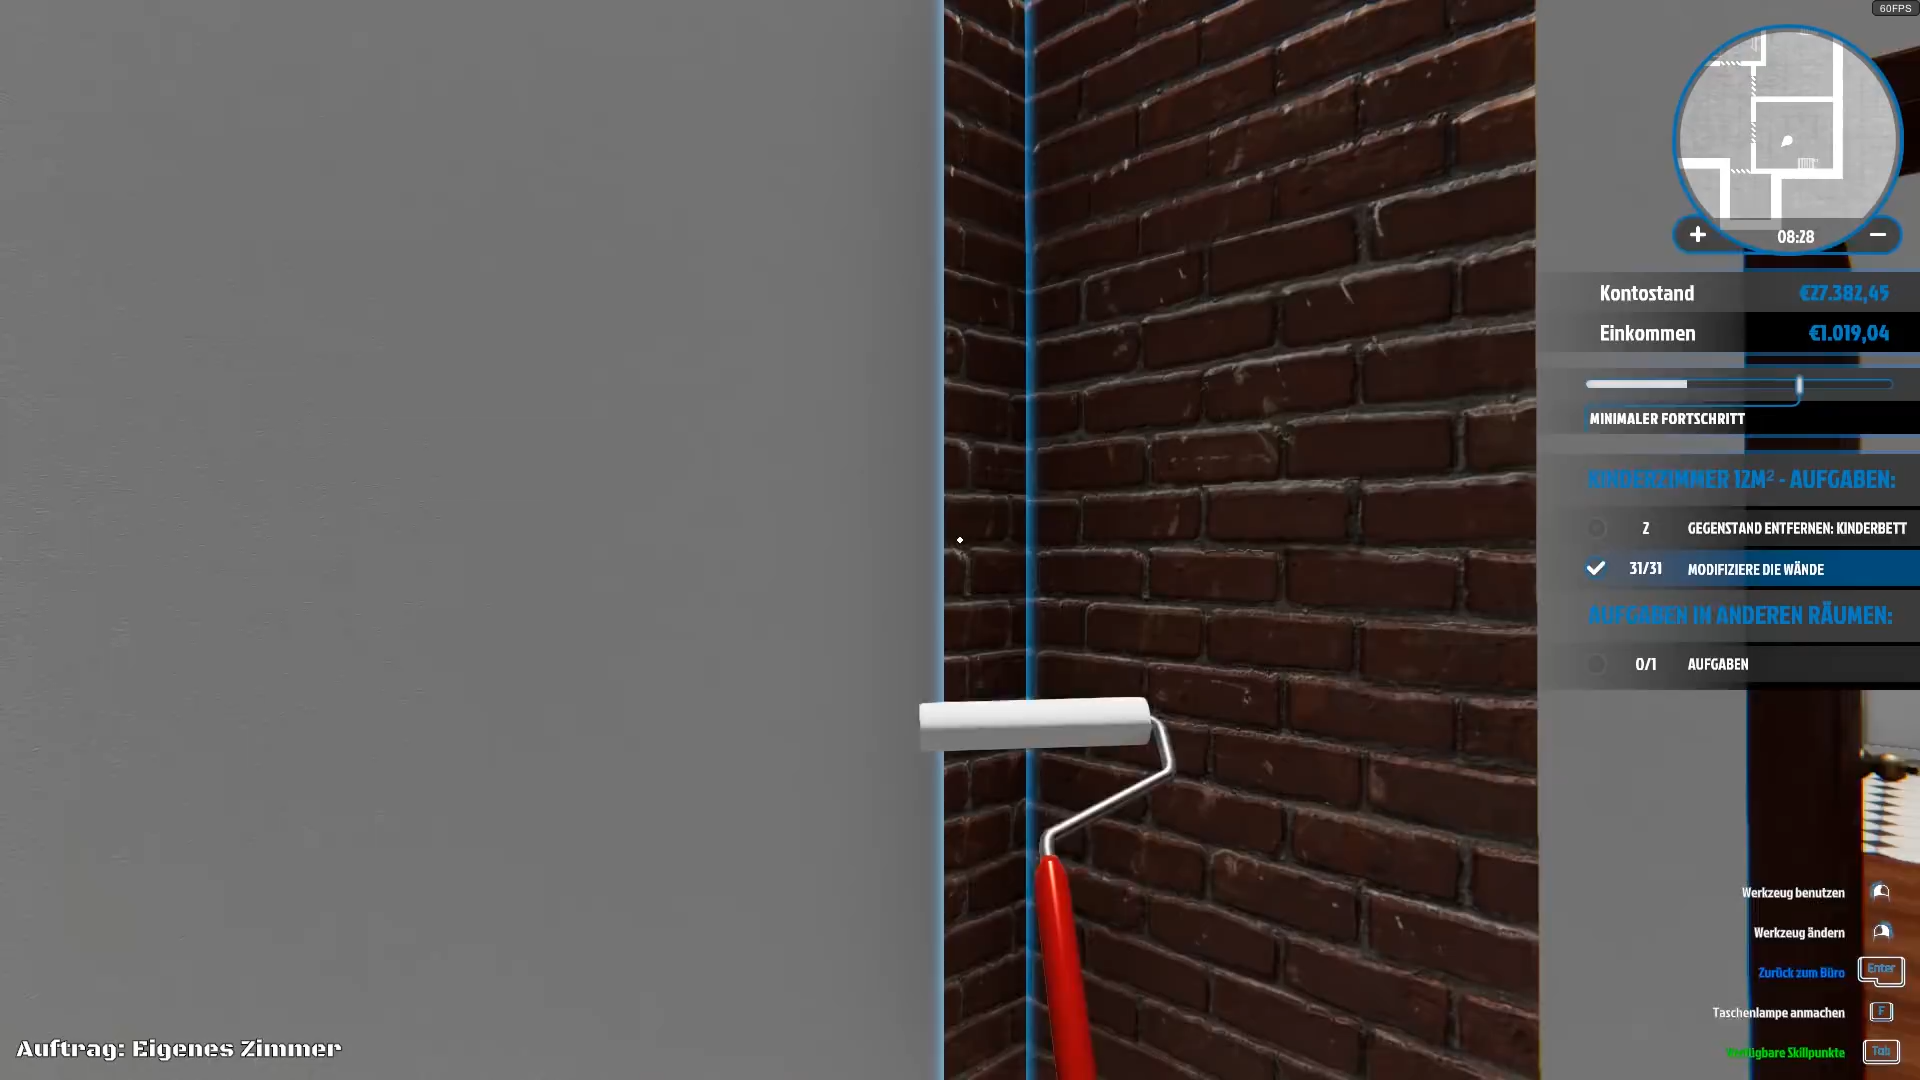 60FPS
08:28
Kontostand €27.382,45
Einkommen €1.019,04
MINIMALER FORTSCHRITT
KINDERZIMMER 12M² - AUFGABEN:
2 GEGENSTAND ENTFERNEN: KINDERBETT
31/31 MODIFIZIERE DIE WÄNDE
AUFGABEN IN ANDEREN RÄUMEN:
0/1 AUFGABEN
Werkzeug benutzen
Werkzeug ändern
Zurück zum Büro Enter
Taschenlampe anmachen F
Verfügbare Skillpunkte Tab
Auftrag: Eigenes Zimmer